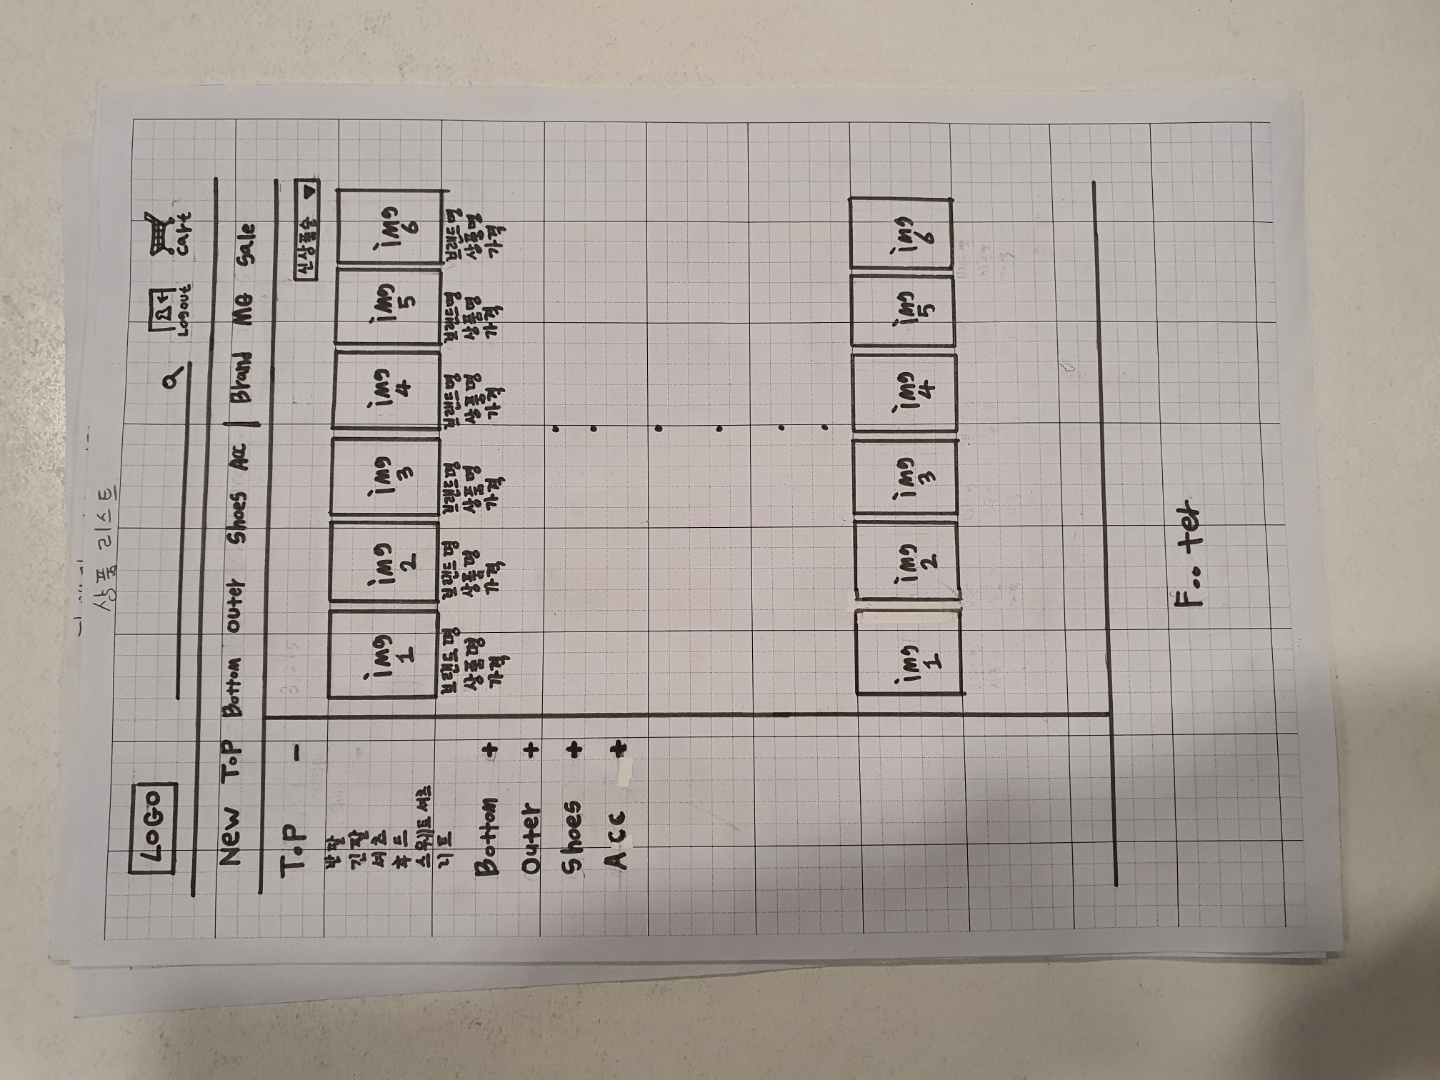 상품 리스트
LOGO
Logout cart
New ToP Bottom outer Shoes Acc | Brand MG Sale
ToP -
신상품순 ▼
반팔
긴팔
셔츠
후드
스웨트 셔츠
니트
Bottom +
Outer +
Shoes +
Acc +
img 1 img 2 img 3 img 4 img 5 img 6
브랜드명 브랜드명 브랜드명 브랜드명 브랜드명 브랜드명
상품명 상품명 상품명 상품명 상품명 상품명
가격 가격 가격 가격 가격 가격
img 1 img 2 img 3 img 4 img 5 img 6
Footer